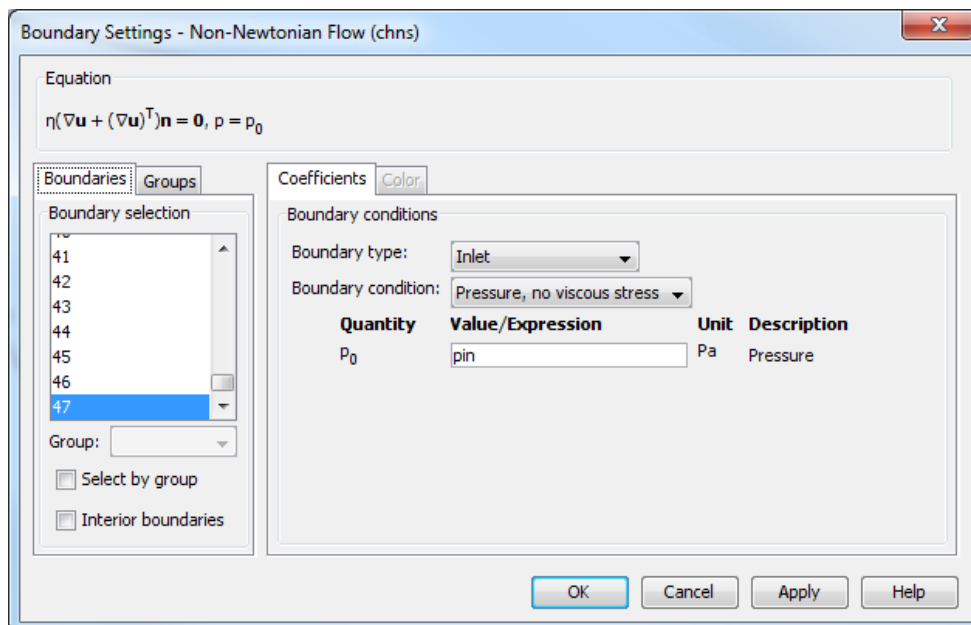 Boundary Settings - Non-Newtonian Flow (chns)
Equation
η(∇u + (∇u)ᵀ)n = 0, p = p₀
Boundaries Groups
Coefficients Color
Boundary selection
41
42
43
44
45
46
47
Group:
Select by group
Interior boundaries
Boundary conditions
Boundary type: Inlet
Boundary condition: Pressure, no viscous stress
Quantity Value/Expression Unit Description
p₀ pin Pa Pressure
OK Cancel Apply Help